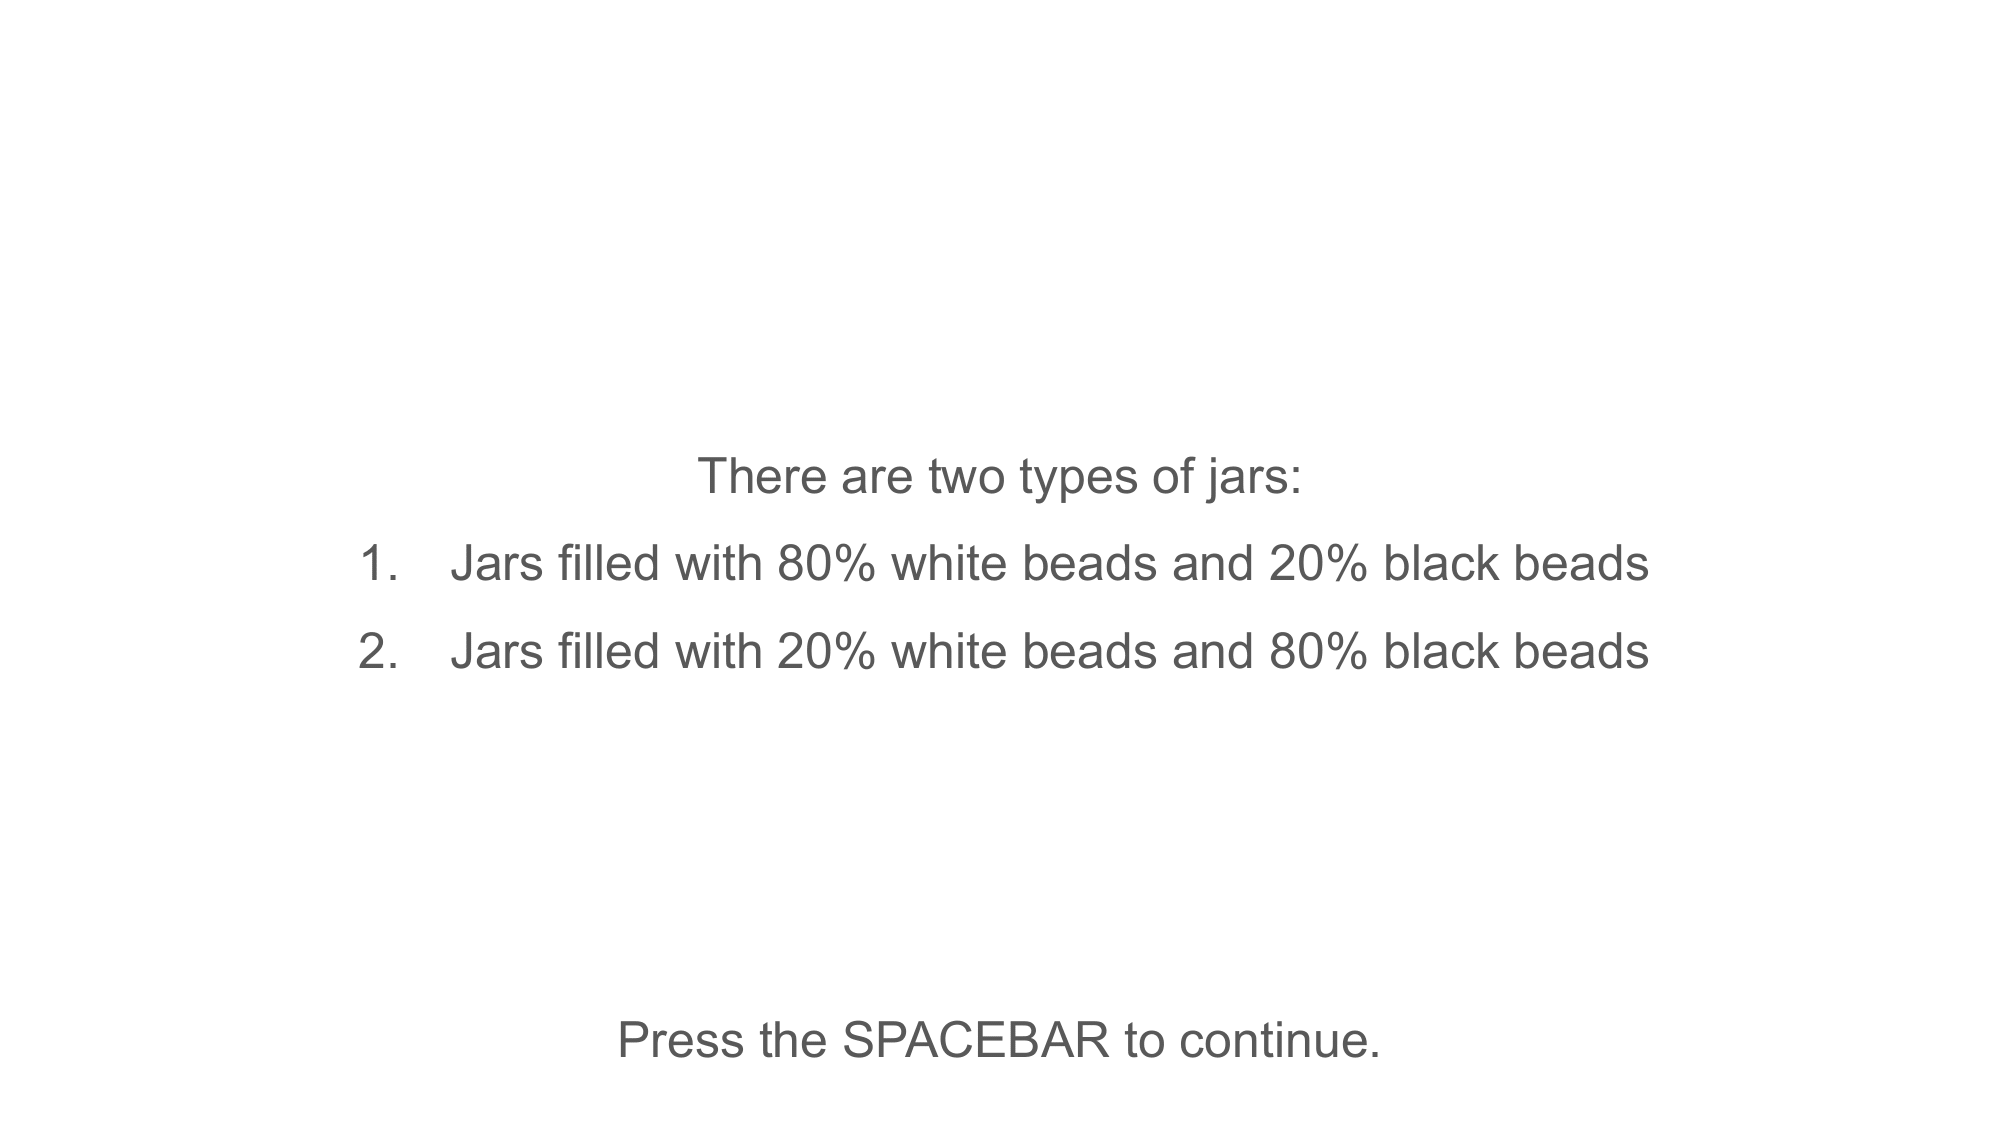 There are two types of jars:
1. Jars filled with 80% white beads and 20% black beads
2. Jars filled with 20% white beads and 80% black beads
Press the SPACEBAR to continue.